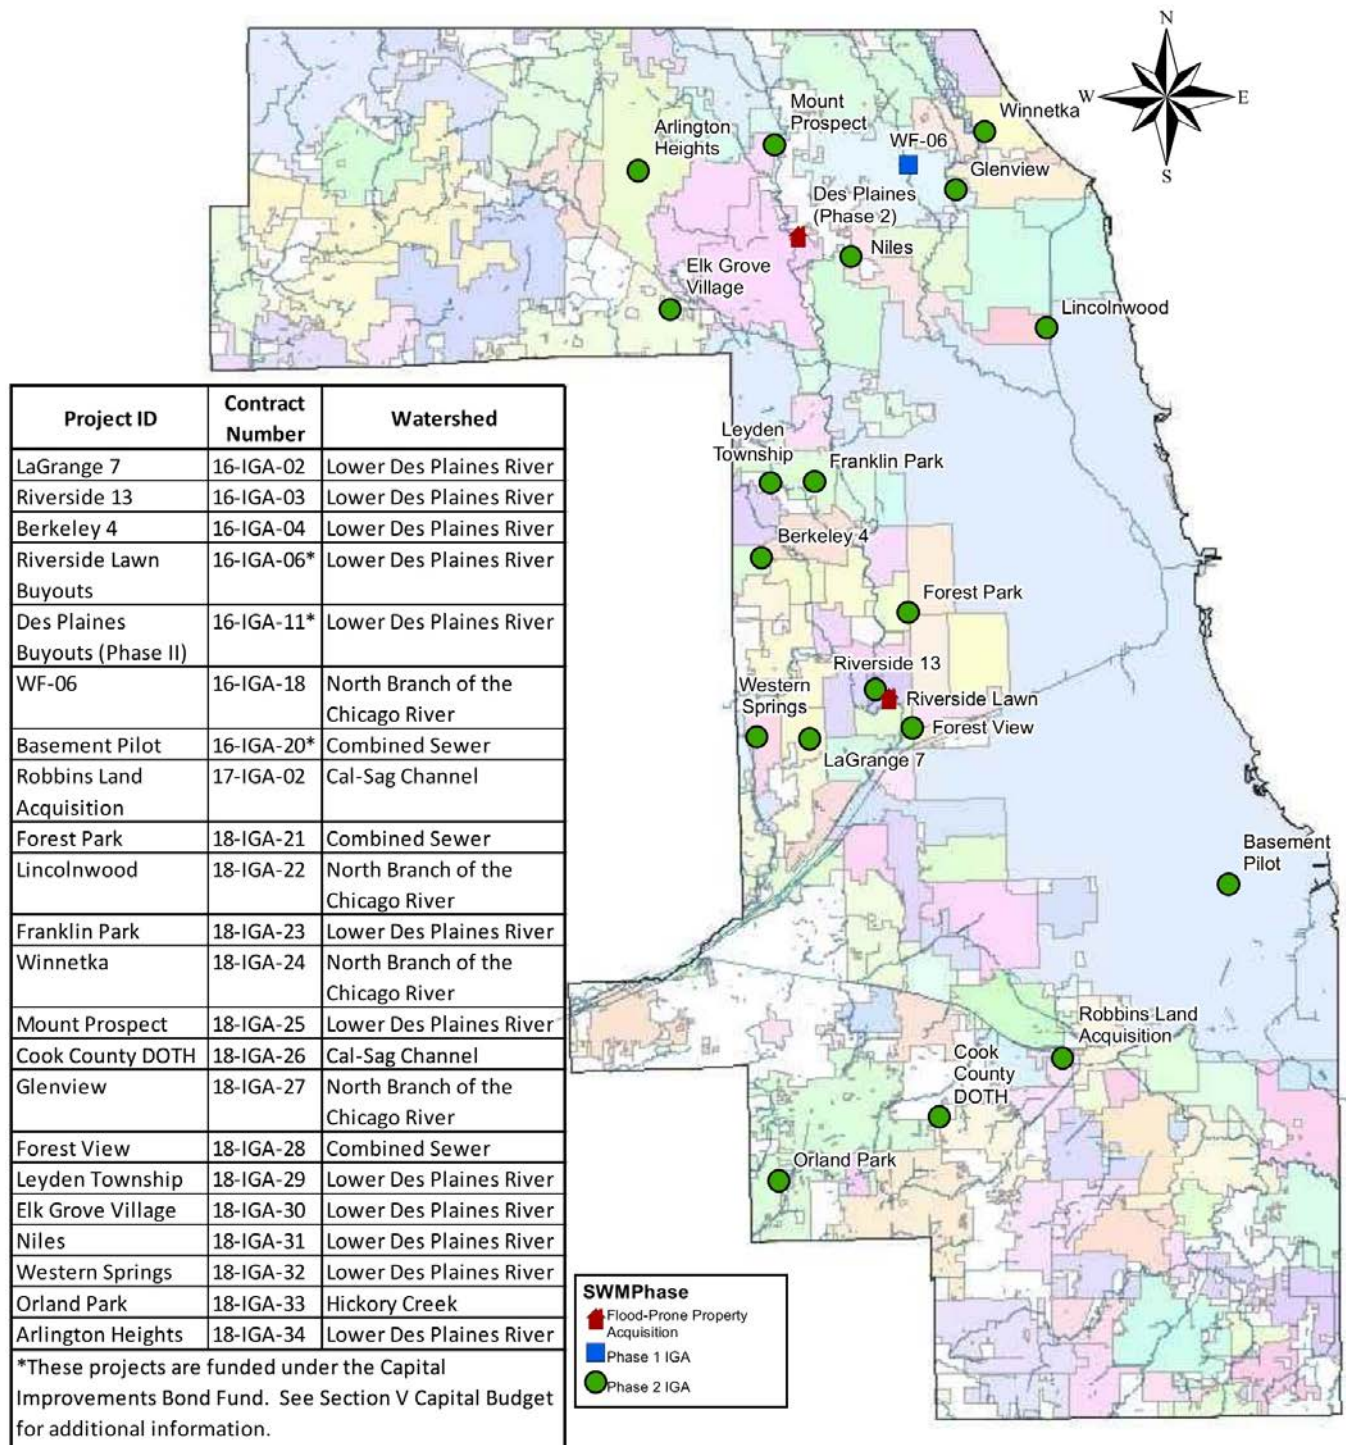 N
W
E
S
Winnetka
Mount
Prospect
WF-06
Arlington
Heights
Glenview
Des Plaines
(Phase 2)
Niles
Elk Grove
Village
Lincolnwood
Project ID Contract Number Watershed
LaGrange 7 16-IGA-02 Lower Des Plaines River
Riverside 13 16-IGA-03 Lower Des Plaines River
Berkeley 4 16-IGA-04 Lower Des Plaines River
Riverside Lawn Buyouts 16-IGA-06* Lower Des Plaines River
Des Plaines Buyouts (Phase II) 16-IGA-11* Lower Des Plaines River
WF-06 16-IGA-18 North Branch of the Chicago River
Basement Pilot 16-IGA-20* Combined Sewer
Robbins Land Acquisition 17-IGA-02 Cal-Sag Channel
Forest Park 18-IGA-21 Combined Sewer
Lincolnwood 18-IGA-22 North Branch of the Chicago River
Franklin Park 18-IGA-23 Lower Des Plaines River
Winnetka 18-IGA-24 North Branch of the Chicago River
Mount Prospect 18-IGA-25 Lower Des Plaines River
Cook County DOTH 18-IGA-26 Cal-Sag Channel
Glenview 18-IGA-27 North Branch of the Chicago River
Forest View 18-IGA-28 Combined Sewer
Leyden Township 18-IGA-29 Lower Des Plaines River
Elk Grove Village 18-IGA-30 Lower Des Plaines River
Niles 18-IGA-31 Lower Des Plaines River
Western Springs 18-IGA-32 Lower Des Plaines River
Orland Park 18-IGA-33 Hickory Creek
Arlington Heights 18-IGA-34 Lower Des Plaines River
*These projects are funded under the Capital
Improvements Bond Fund. See Section V Capital Budget
for additional information.
Leyden
Township
Franklin Park
Berkeley 4
Forest Park
Riverside 13
Western
Springs
Riverside Lawn
Forest View
LaGrange 7
Basement
Pilot
Robbins Land
Acquisition
Cook
County
DOTH
Orland Park
SWMPhase
Flood-Prone Property
Acquisition
Phase 1 IGA
Phase 2 IGA